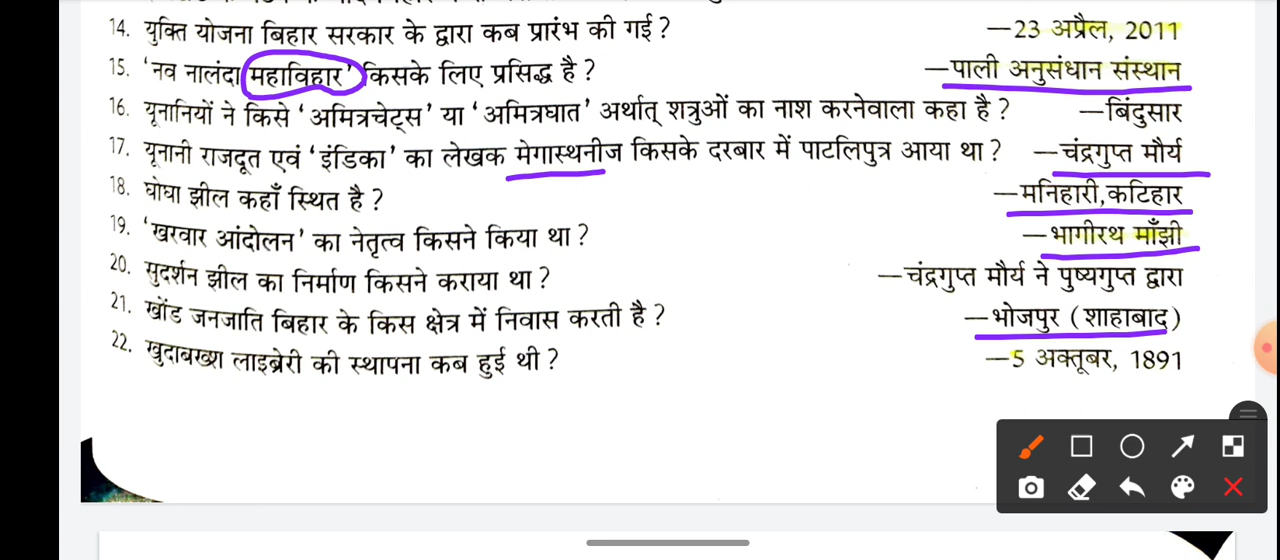 14. युक्ति योजना बिहार सरकार के द्वारा कब प्रारंभ की गई ? —23 अप्रैल, 2011
15. 'नव नालंदा महाविहार' किसके लिए प्रसिद्ध है ? —पाली अनुसंधान संस्थान
16. यूनानियों ने किसे 'अमित्रचेट्स' या 'अमित्रघात' अर्थात् शत्रुओं का नाश करनेवाला कहा है ? —बिंदुसार
17. यूनानी राजदूत एवं 'इंडिका' का लेखक मेगास्थनीज किसके दरबार में पाटलिपुत्र आया था ? —चंद्रगुप्त मौर्य
18. घोघा झील कहाँ स्थित है ? —मनिहारी,कटिहार
19. 'खरवार आंदोलन' का नेतृत्व किसने किया था ? —भागीरथ माँझी
20. सुदर्शन झील का निर्माण किसने कराया था ? —चंद्रगुप्त मौर्य ने पुष्यगुप्त द्वारा
21. खोंड जनजाति बिहार के किस क्षेत्र में निवास करती है ? —भोजपुर (शाहाबाद)
22. खुदाबख्श लाइब्रेरी की स्थापना कब हुई थी ? —5 अक्तूबर, 1891